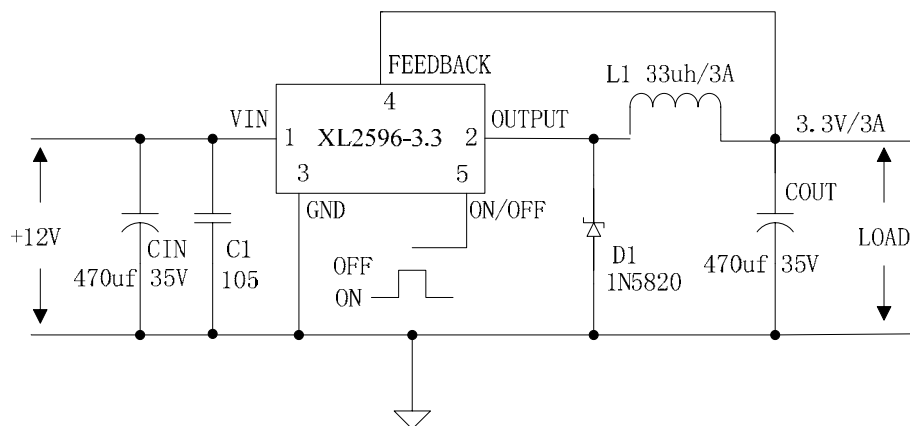 FEEDBACK
L1 33uh/3A
4
VIN
OUTPUT
3.3V/3A
1
XL2596-3.3
2
3
5
GND
ON/OFF
COUT
+12V
CIN
C1
OFF
D1
LOAD
470uf 35V
105
ON
1N5820
470uf 35V